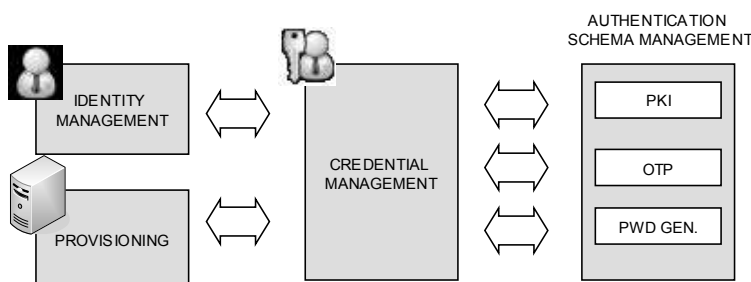 AUTHENTICATION
SCHEMA MANAGEMENT
IDENTITY
MANAGEMENT
PROVISIONING
CREDENTIAL
MANAGEMENT
PKI
OTP
PWD GEN.